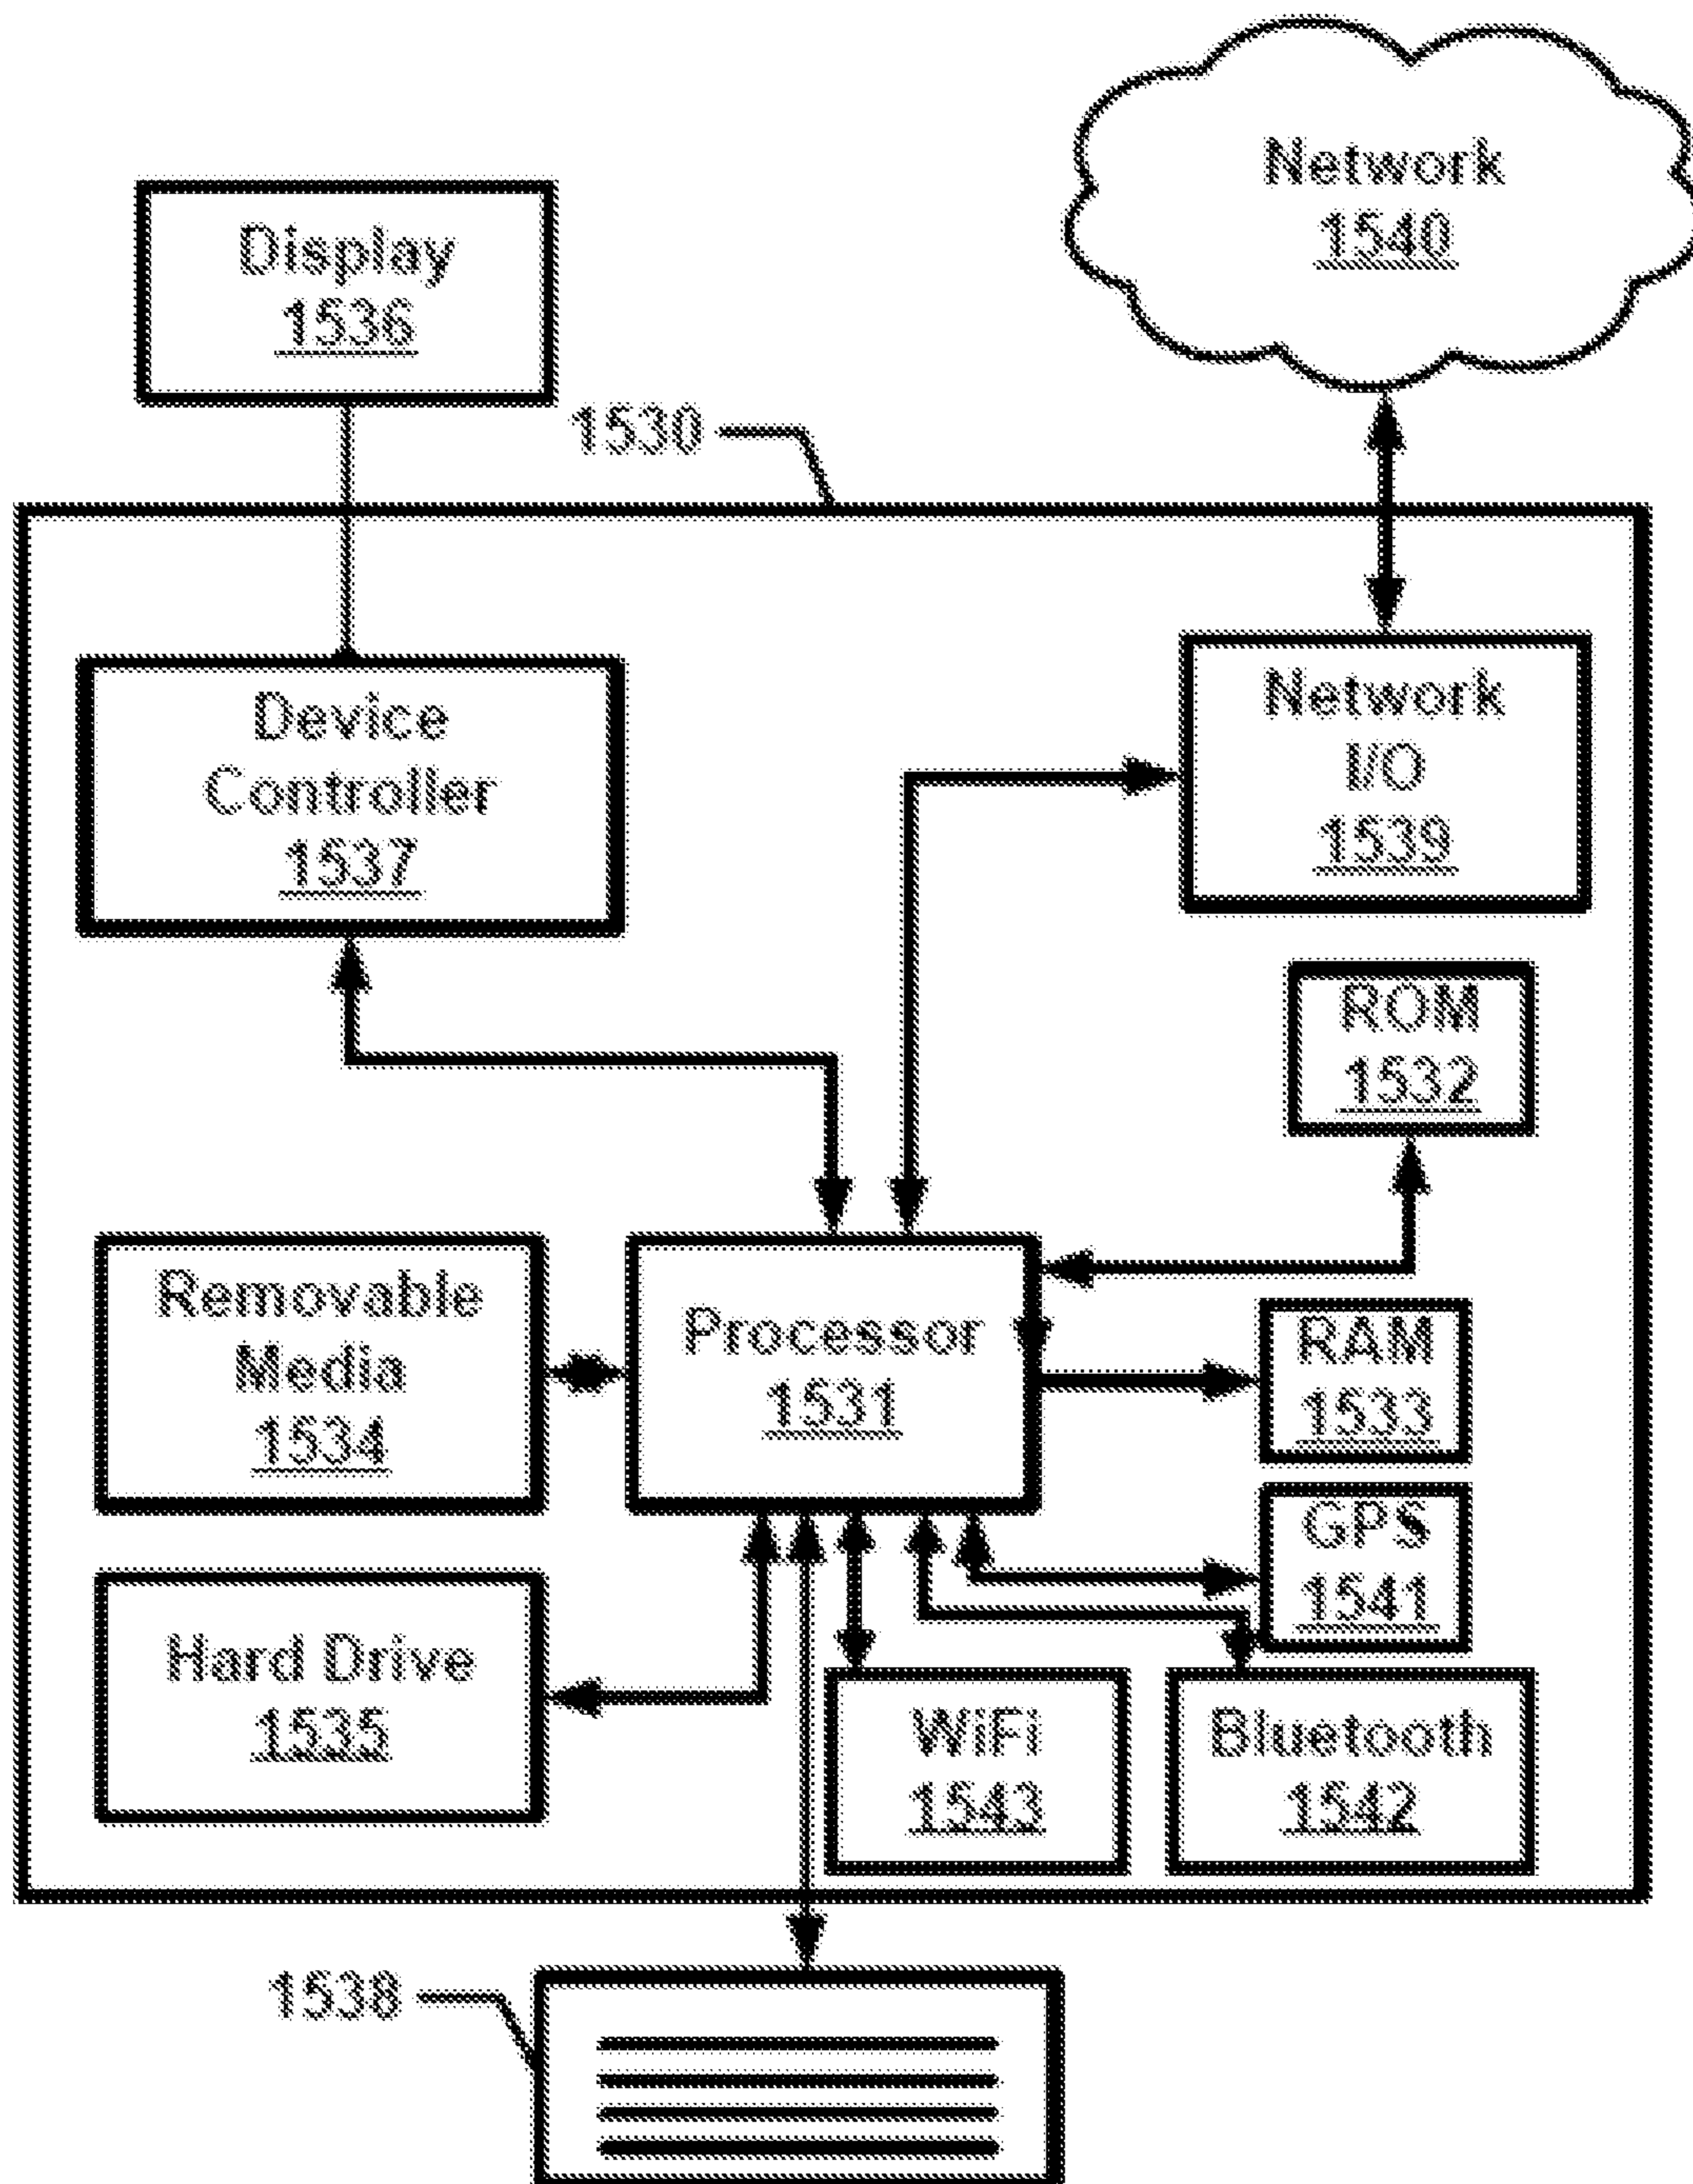 Network
1540
Display
1536
1530
Device
Controller
1537
Network
I/O
1539
ROM
1532
Removable
Media
1534
Processor
1531
RAM
1533
GPS
1541
Hard Drive
1535
WiFi
1543
Bluetooth
1542
1538